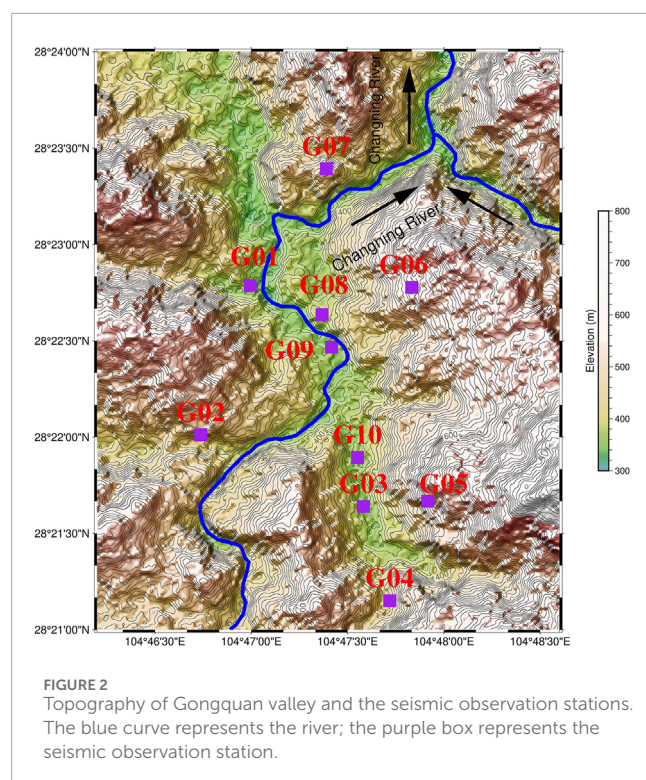 28°24'00"N
28°23'30"N
28°23'00"N
28°22'30"N
28°22'00"N
28°21'30"N
28°21'00"N
104°46'30"E
104°47'00"E
104°47'30"E
104°48'00"E
104°48'30"E
Changning River
G07
400
Changning River
G01
G08
G06
G09
G02
600
G10
G03
G05
G04
800
700
600
500
400
300
Elevation (m)
FIGURE 2
Topography of Gongquan valley and the seismic observation stations.
The blue curve represents the river; the purple box represents the
seismic observation station.